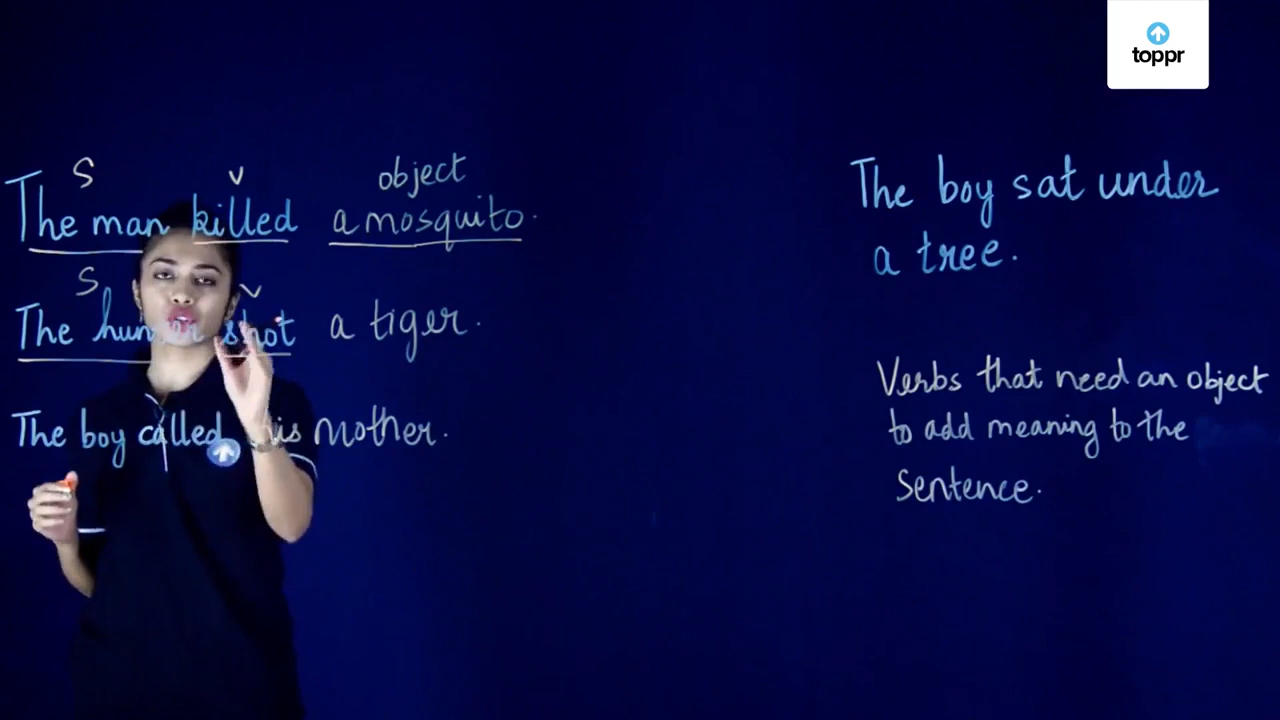 toppr
S V object
The man killed a mosquito.
S V
The shot a tiger.
The boy called his mother.
The boy sat under
a tree.
Verbs that need an object
to add meaning to the
sentence.